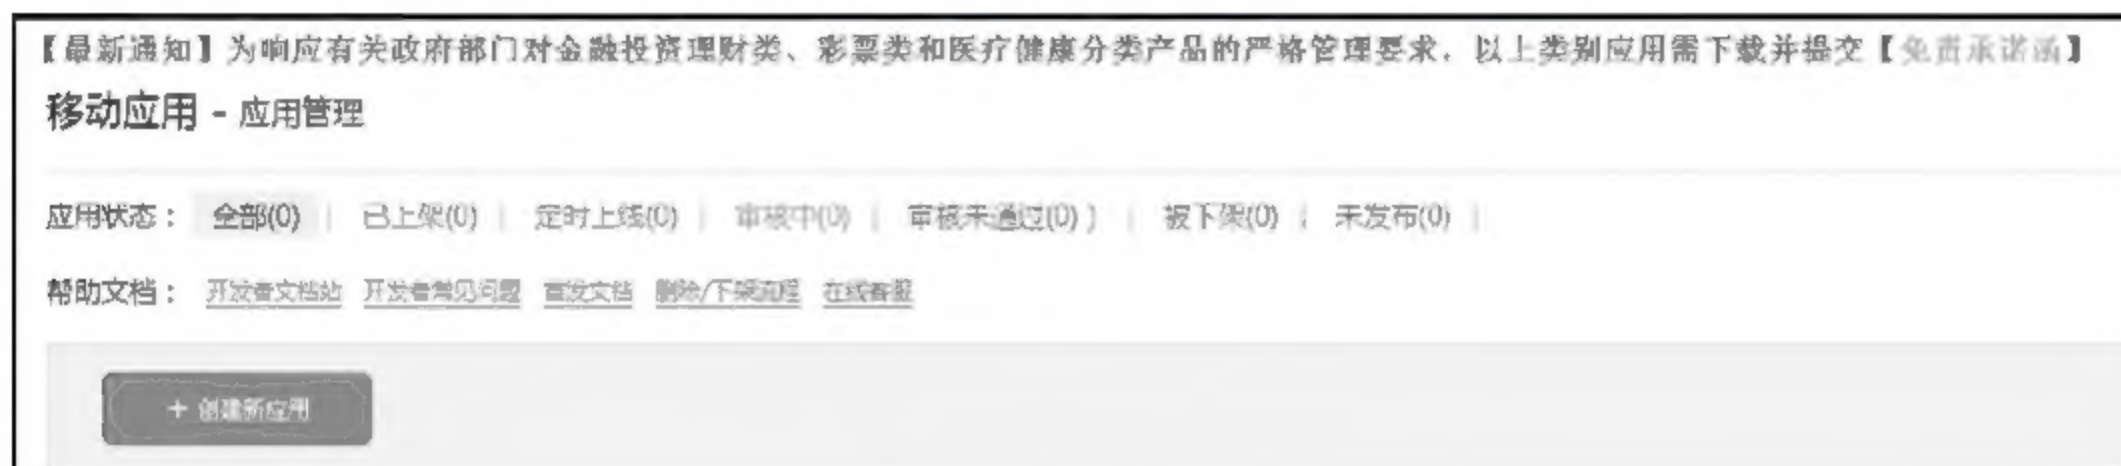 【最新通知】为响应有关政府部门对金融投资理财类、彩票类和医疗健康分类产品的严格管理要求，以上类别应用需下载并提交【免责承诺函】
移动应用 - 应用管理
应用状态： 全部(0) | 已上架(0) | 定时上线(0) | 审核中(0) | 审核未通过(0) ) | 被下架(0) | 未发布(0) |
帮助文档： 开发者文档站 开发者常见问题 首发文档 删除/下架流程 在线客服
+ 创建新应用